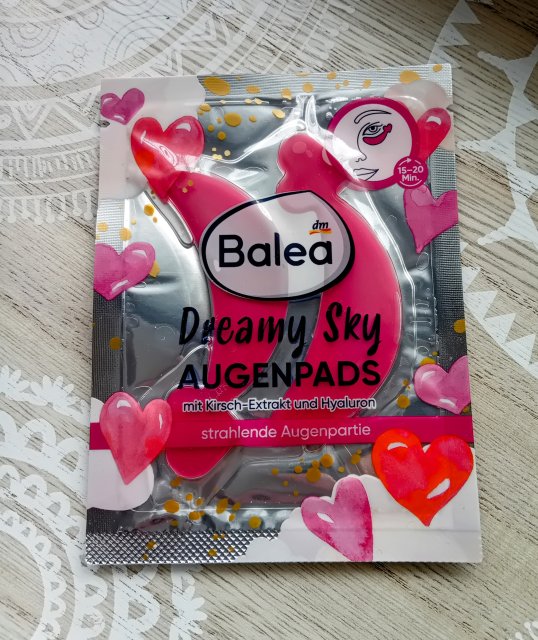 15-20
Min.
dm
Balea
Dreamy Sky
AUGENPADS
mit Kirsch-Extrakt und Hyaluron
strahlende Augenpartie